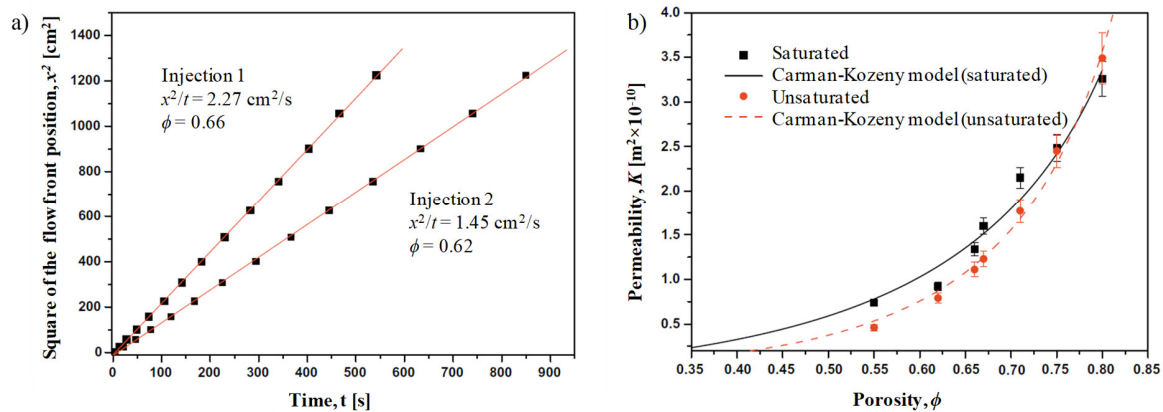 a)
Square of the flow front position, x² [cm²]
1400
1200
1000
800
600
400
200
0
Injection 1
x²/t = 2.27 cm²/s
ϕ = 0.66
Injection 2
x²/t = 1.45 cm²/s
ϕ = 0.62
0 100 200 300 400 500 600 700 800 900
Time, t [s]
b)
Permeability, K [m²×10⁻¹⁰]
4.0
3.5
3.0
2.5
2.0
1.5
1.0
0.5
Saturated
Carman-Kozeny model (saturated)
Unsaturated
Carman-Kozeny model (unsaturated)
0.35 0.40 0.45 0.50 0.55 0.60 0.65 0.70 0.75 0.80 0.85
Porosity, ϕ